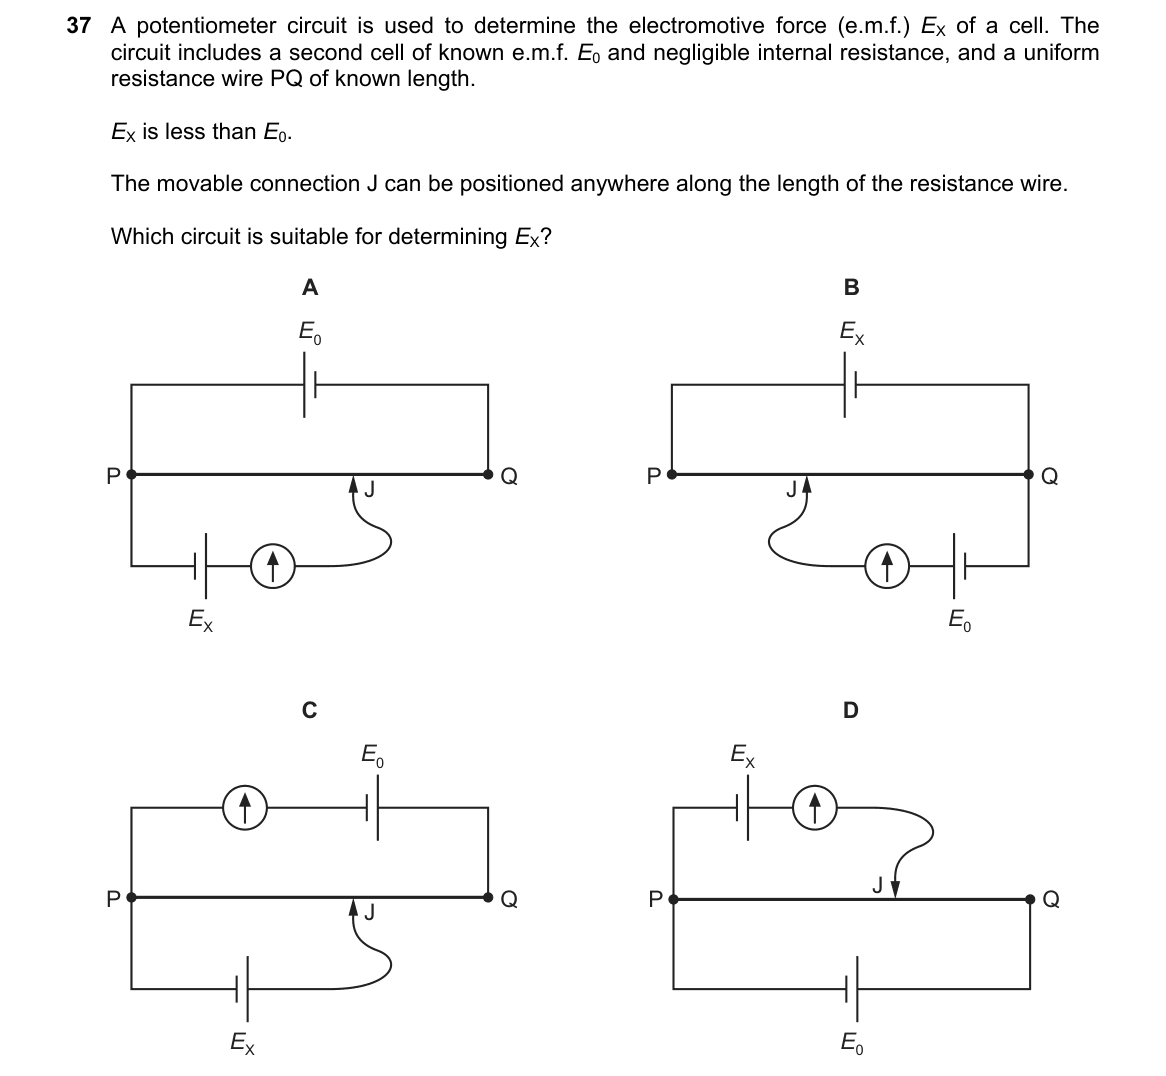 37 A potentiometer circuit is used to determine the electromotive force (e.m.f.) EX of a cell. The
circuit includes a second cell of known e.m.f. E0 and negligible internal resistance, and a uniform
resistance wire PQ of known length.
EX is less than E0.
The movable connection J can be positioned anywhere along the length of the resistance wire.
Which circuit is suitable for determining EX?
A
E0
P
J
Q
EX
B
EX
P
J
Q
E0
C
E0
P
J
Q
EX
D
EX
J
P
Q
E0